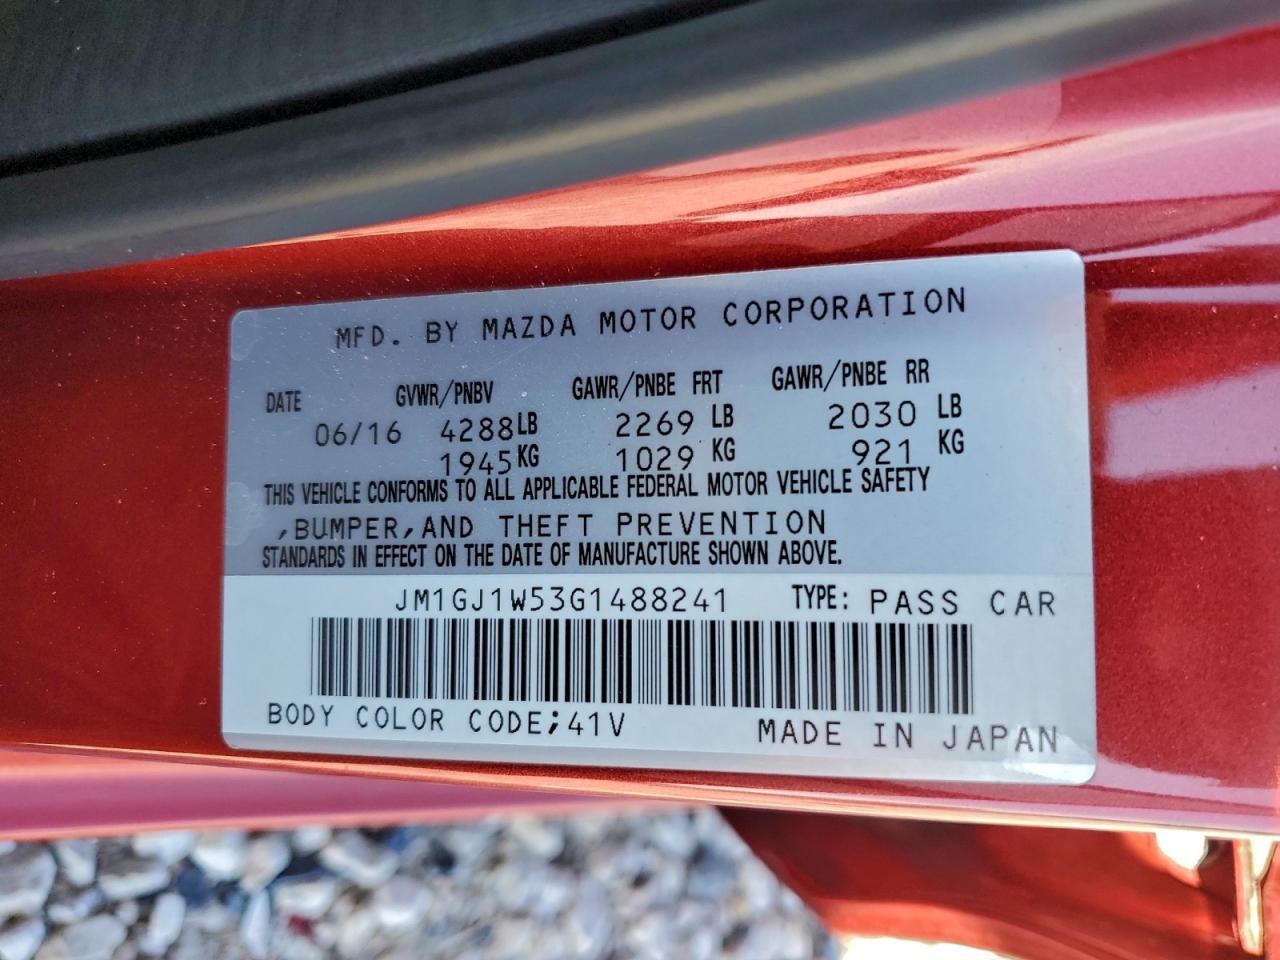 MFD. BY MAZDA MOTOR CORPORATION
DATE GVWR/PNBV GAWR/PNBE FRT GAWR/PNBE RR
06/16 4288LB 2269 LB 2030 LB
1945KG 1029 KG 921 KG
THIS VEHICLE CONFORMS TO ALL APPLICABLE FEDERAL MOTOR VEHICLE SAFETY
,BUMPER,AND THEFT PREVENTION
STANDARDS IN EFFECT ON THE DATE OF MANUFACTURE SHOWN ABOVE.
JM1GJ1W53G1488241 TYPE: PASS CAR
BODY COLOR CODE;41V MADE IN JAPAN